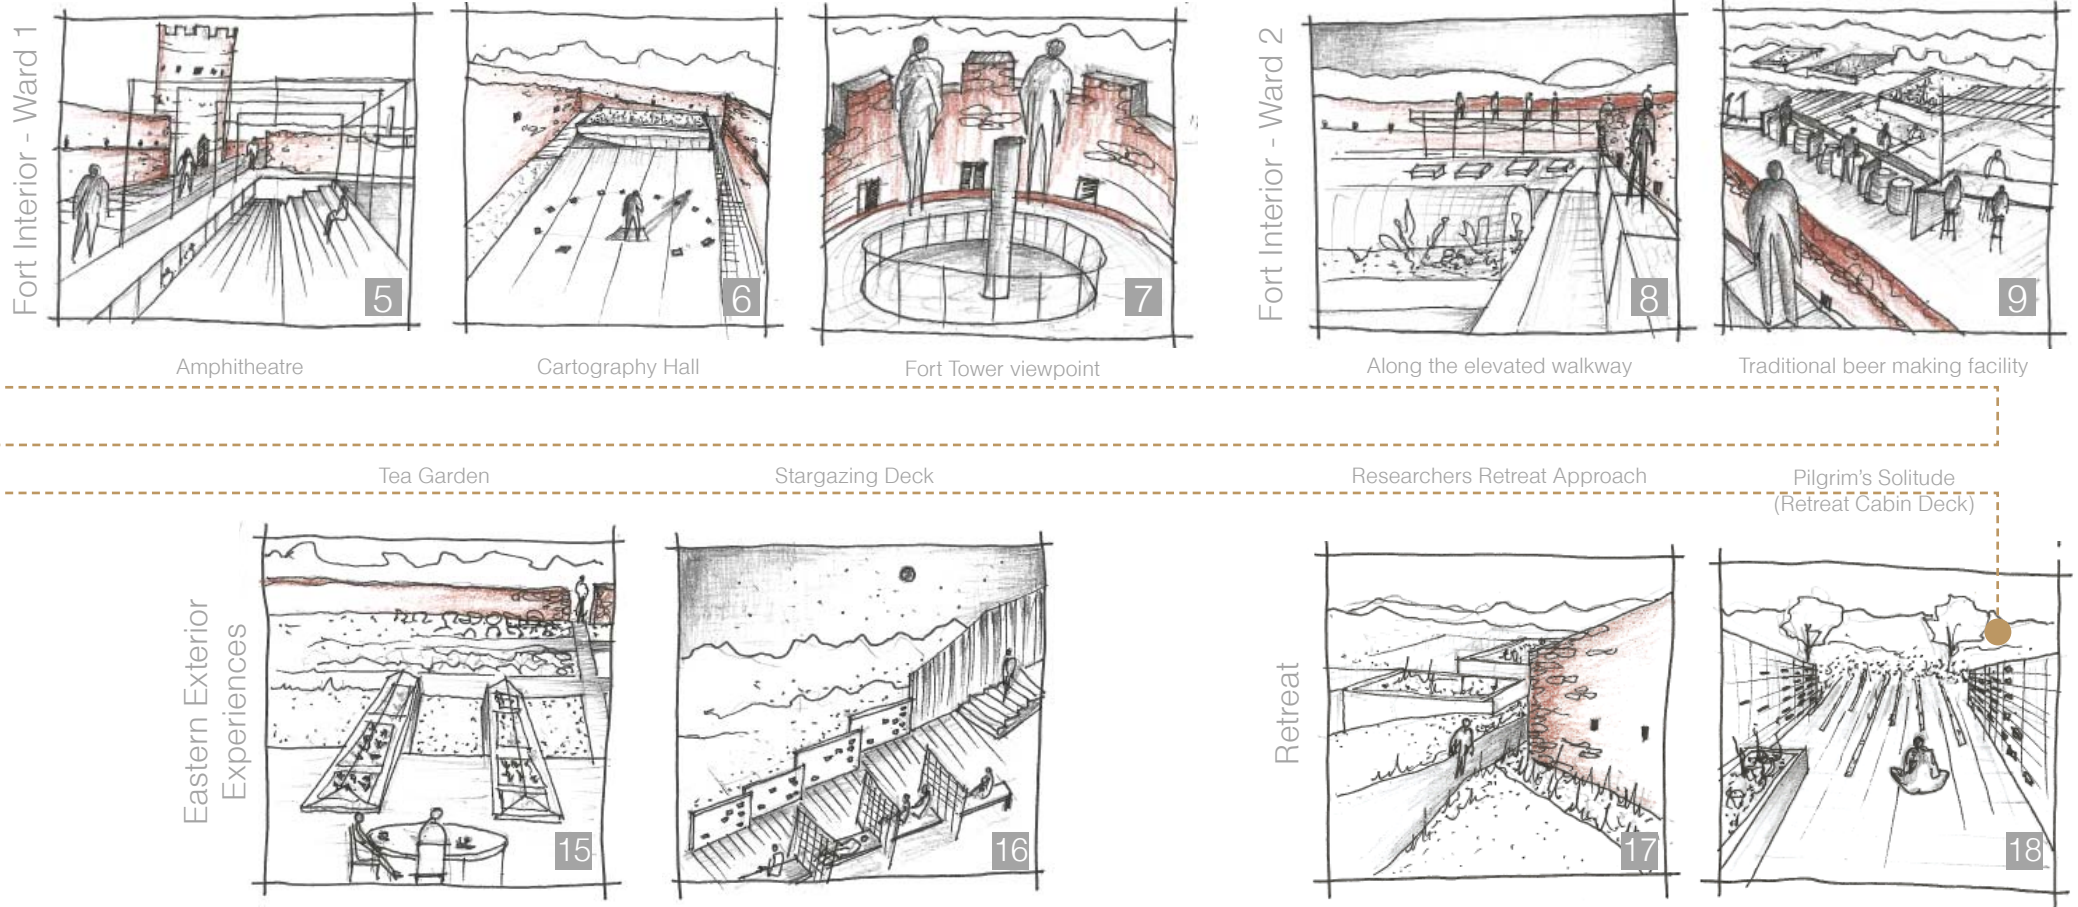 Fort Interior - Ward 1
5
6
7
Fort Interior - Ward 2
8
9
Amphitheatre
Cartography Hall
Fort Tower viewpoint
Along the elevated walkway
Traditional beer making facility
Tea Garden
Stargazing Deck
Researchers Retreat Approach
Pilgrim's Solitude
(Retreat Cabin Deck)
Eastern Exterior
Experiences
15
16
Retreat
17
18